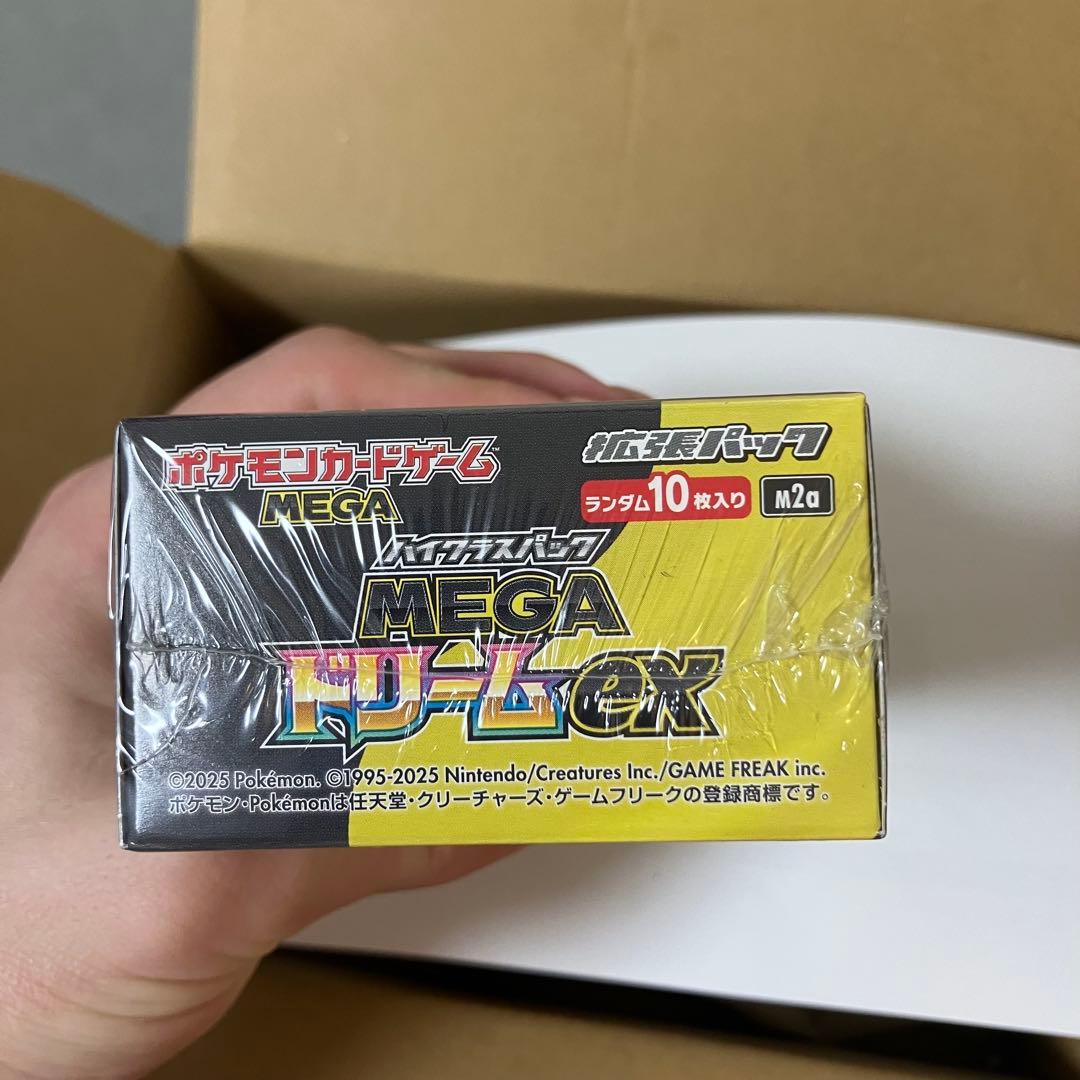 ポケモンカードゲーム™
MEGA
拡張パック
ランダム10枚入り
M2a
ハイクラスパック
MEGA
ドリームex
©2025 Pokémon. ©1995-2025 Nintendo/Creatures Inc./GAME FREAK inc.
ポケモン・Pokémonは任天堂・クリーチャーズ・ゲームフリークの登録商標です。